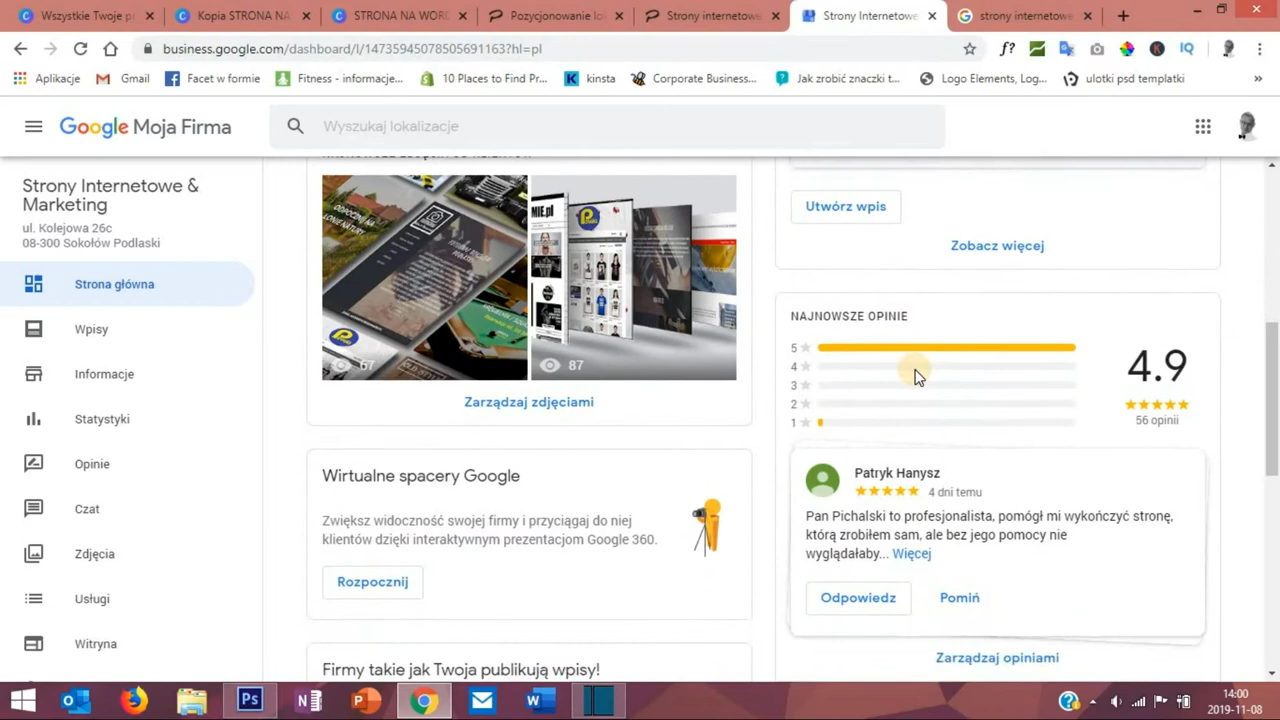 Wszystkie Twoje p
Kopia STRONA NA
STRONA NA WORD
Pozycjonowanie lo
Strony internetowe
Strony Internetowe
strony internetowe
business.google.com/dashboard/l/14735945078505691163?hl=pl
Aplikacje
Gmail
Facet w formie
Fitness - informacje...
10 Places to Find Pr...
kinsta
Corporate Business...
Jak zrobić znaczki t...
Logo Elements, Log...
ulotki psd templatki
Google Moja Firma
Wyszukaj lokalizacje
Strony Internetowe &
Marketing
ul. Kolejowa 26c
08-300 Sokołów Podlaski
Strona główna
Wpisy
Informacje
Statystyki
Opinie
Czat
Zdjęcia
Usługi
Witryna
67
MIE.pl
87
Zarządzaj zdjęciami
Wirtualne spacery Google
Zwiększ widoczność swojej firmy i przyciągaj do niej
klientów dzięki interaktywnym prezentacjom Google 360.
Rozpocznij
Firmy takie jak Twoja publikują wpisy!
Utwórz wpis
Zobacz więcej
NAJNOWSZE OPINIE
5
4
3
2
1
4.9
56 opinii
Patryk Hanysz
4 dni temu
Pan Pichalski to profesjonalista, pomógł mi wykończyć stronę,
którą zrobiłem sam, ale bez jego pomocy nie
wyglądałaby... Więcej
Odpowiedz
Pomiń
Zarządzaj opiniami
14:00
2019-11-08